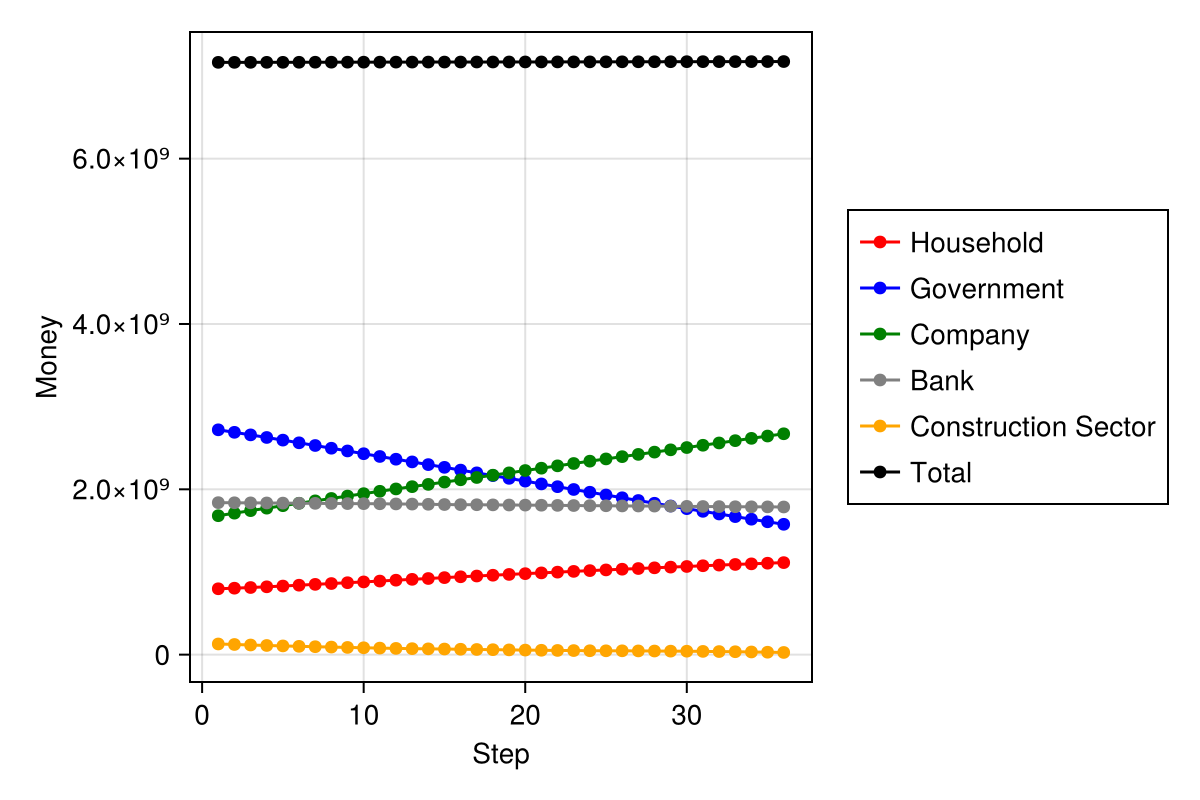 6.0×10⁹
4.0×10⁹
2.0×10⁹
0
Money
0 10 20 30
Step
Household
Government
Company
Bank
Construction Sector
Total